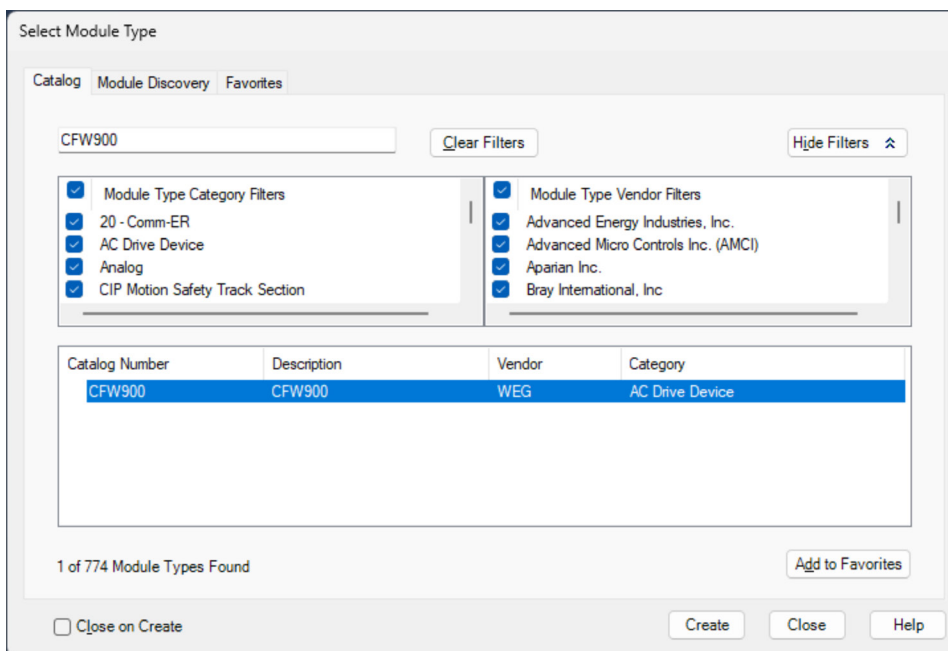 Select Module Type
Catalog Module Discovery Favorites
CFW900 Clear Filters Hide Filters
Module Type Category Filters
20 - Comm-ER
AC Drive Device
Analog
CIP Motion Safety Track Section
Module Type Vendor Filters
Advanced Energy Industries, Inc.
Advanced Micro Controls Inc. (AMCI)
Aparian Inc.
Bray International, Inc
Catalog Number Description Vendor Category
CFW900 CFW900 WEG AC Drive Device
1 of 774 Module Types Found Add to Favorites
Close on Create Create Close Help